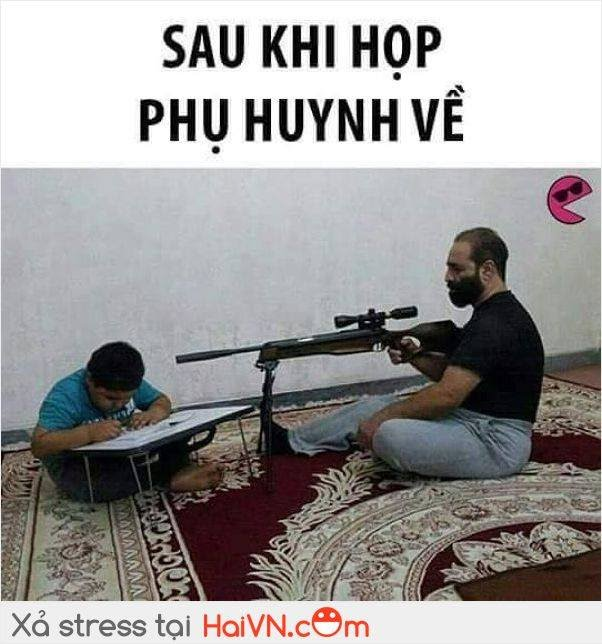 SAU KHI HỌP
PHỤ HUYNH VỀ
Xả stress tại HaiVN.com